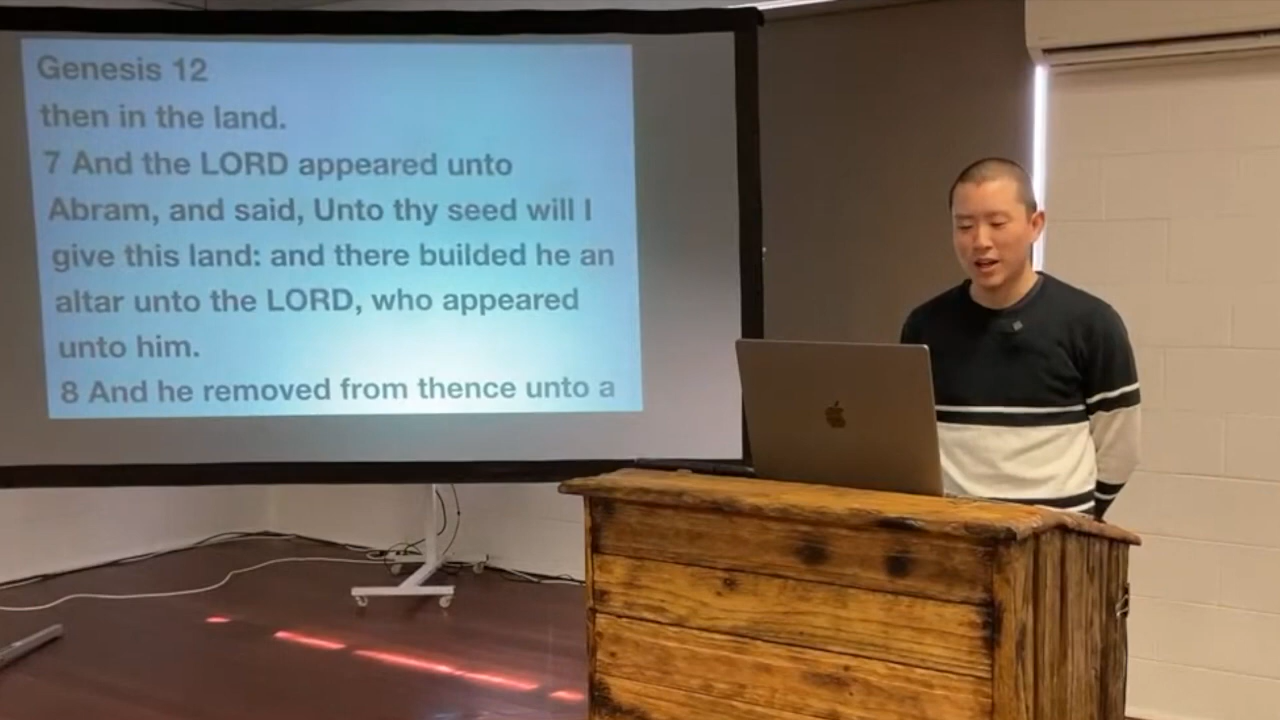 Genesis 12
then in the land.
7 And the LORD appeared unto
Abram, and said, Unto thy seed will I
give this land: and there builded he an
altar unto the LORD, who appeared
unto him.
8 And he removed from thence unto a